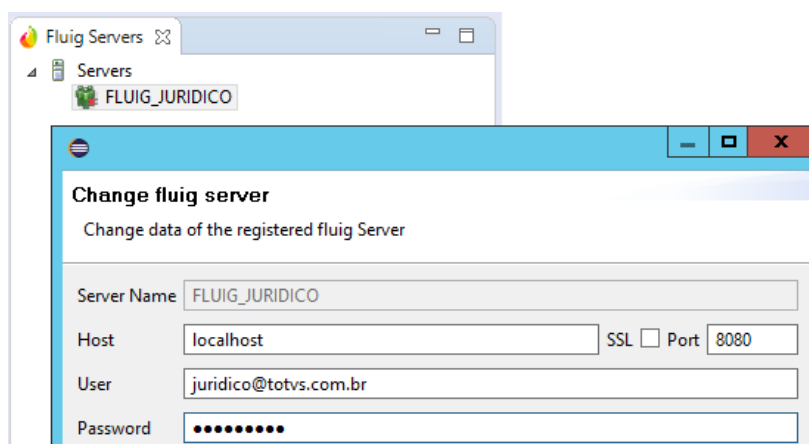 Fluig Servers
Servers
FLUIG_JURIDICO
Change fluig server
Change data of the registered fluig Server
Server Name FLUIG_JURIDICO
Host localhost SSL Port 8080
User juridico@totvs.com.br
Password •••••••••